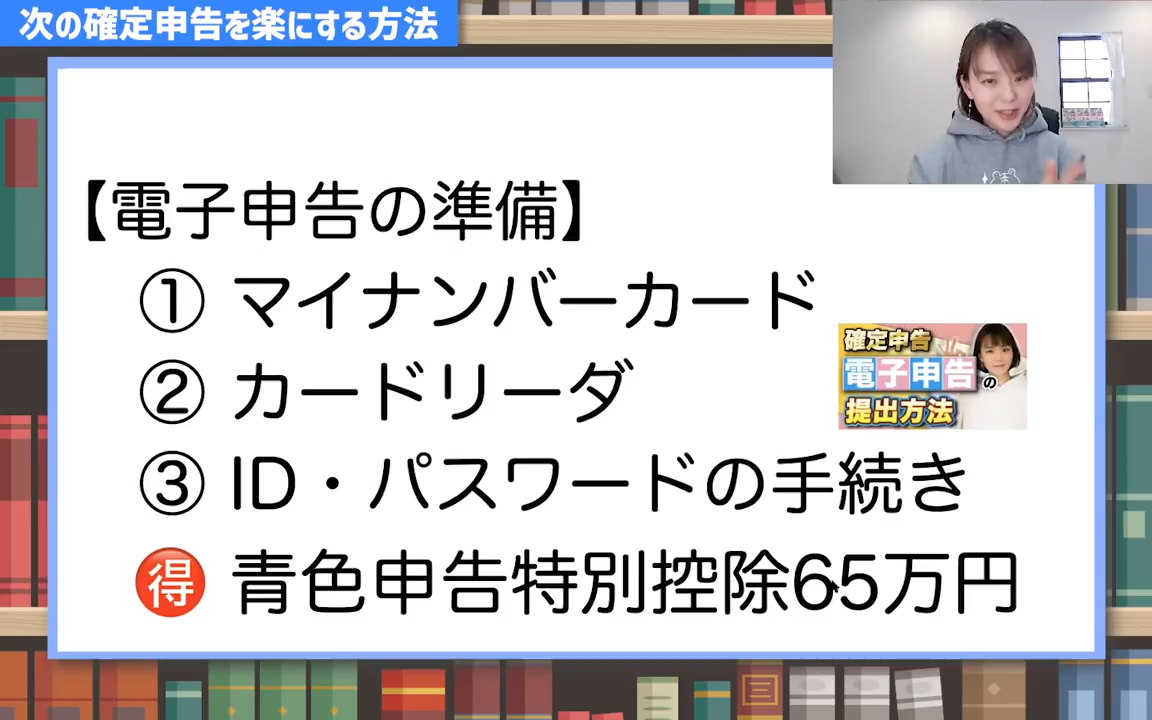 次の確定申告を楽にする方法
【電子申告の準備】
① マイナンバーカード
② カードリーダ
③ ID・パスワードの手続き
㊝ 青色申告特別控除65万円
確定申告
電子申告の
提出方法